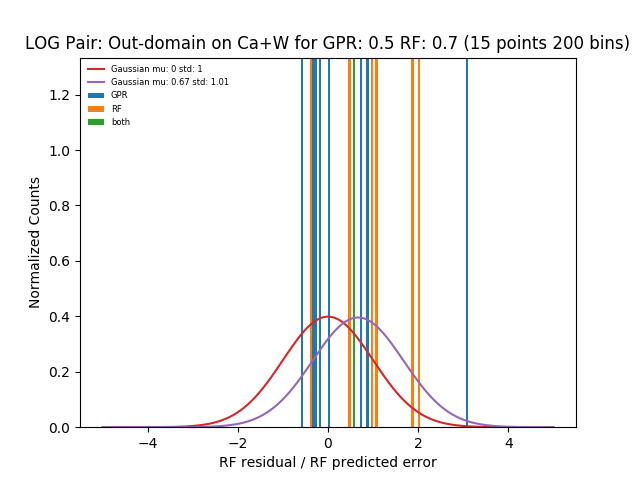 LOG Pair: Out-domain on Ca+W for GPR: 0.5 RF: 0.7 (15 points 200 bins)
Gaussian mu: 0 std: 1
Gaussian mu: 0.67 std: 1.01
GPR
RF
both
1.2
1.0
0.8
0.6
0.4
0.2
0.0
Normalized Counts
−4
−2
0
2
4
RF residual / RF predicted error